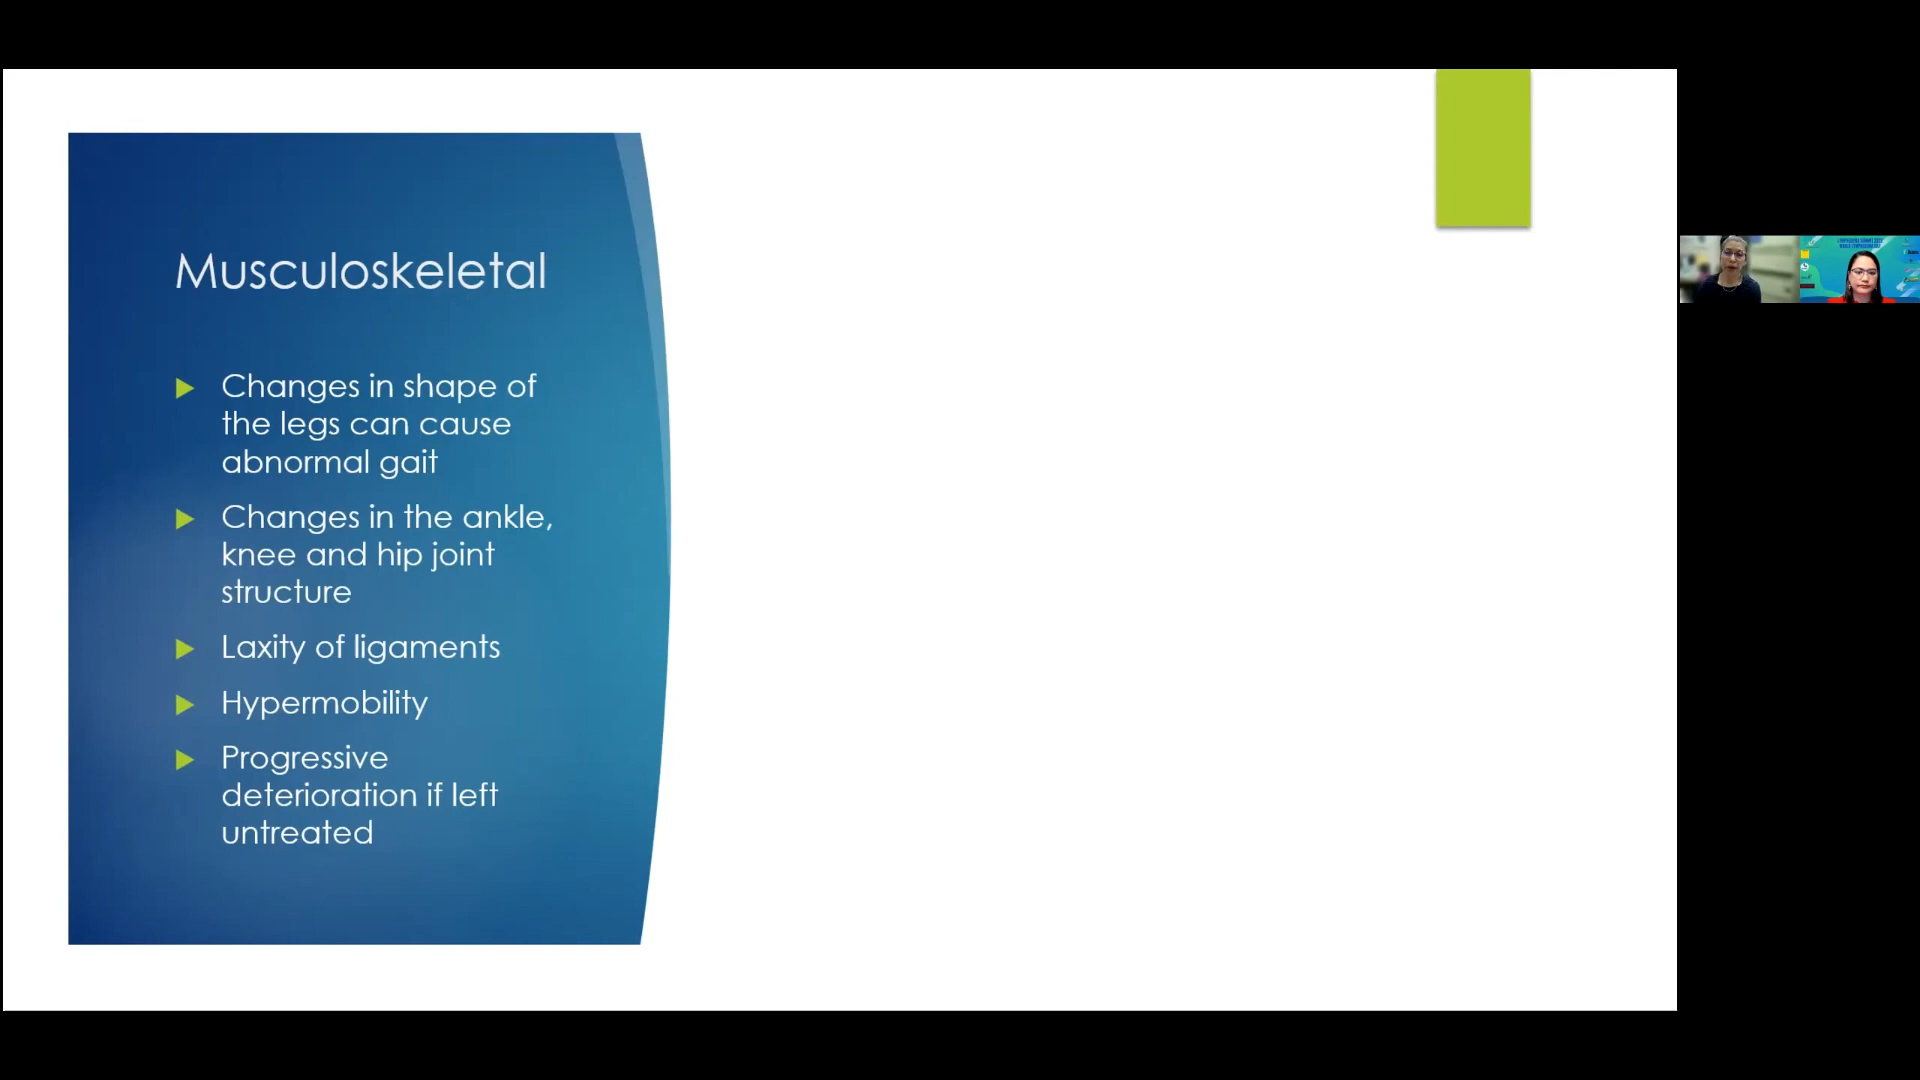 Musculoskeletal
Changes in shape of
the legs can cause
abnormal gait
Changes in the ankle,
knee and hip joint
structure
Laxity of ligaments
Hypermobility
Progressive
deterioration if left
untreated